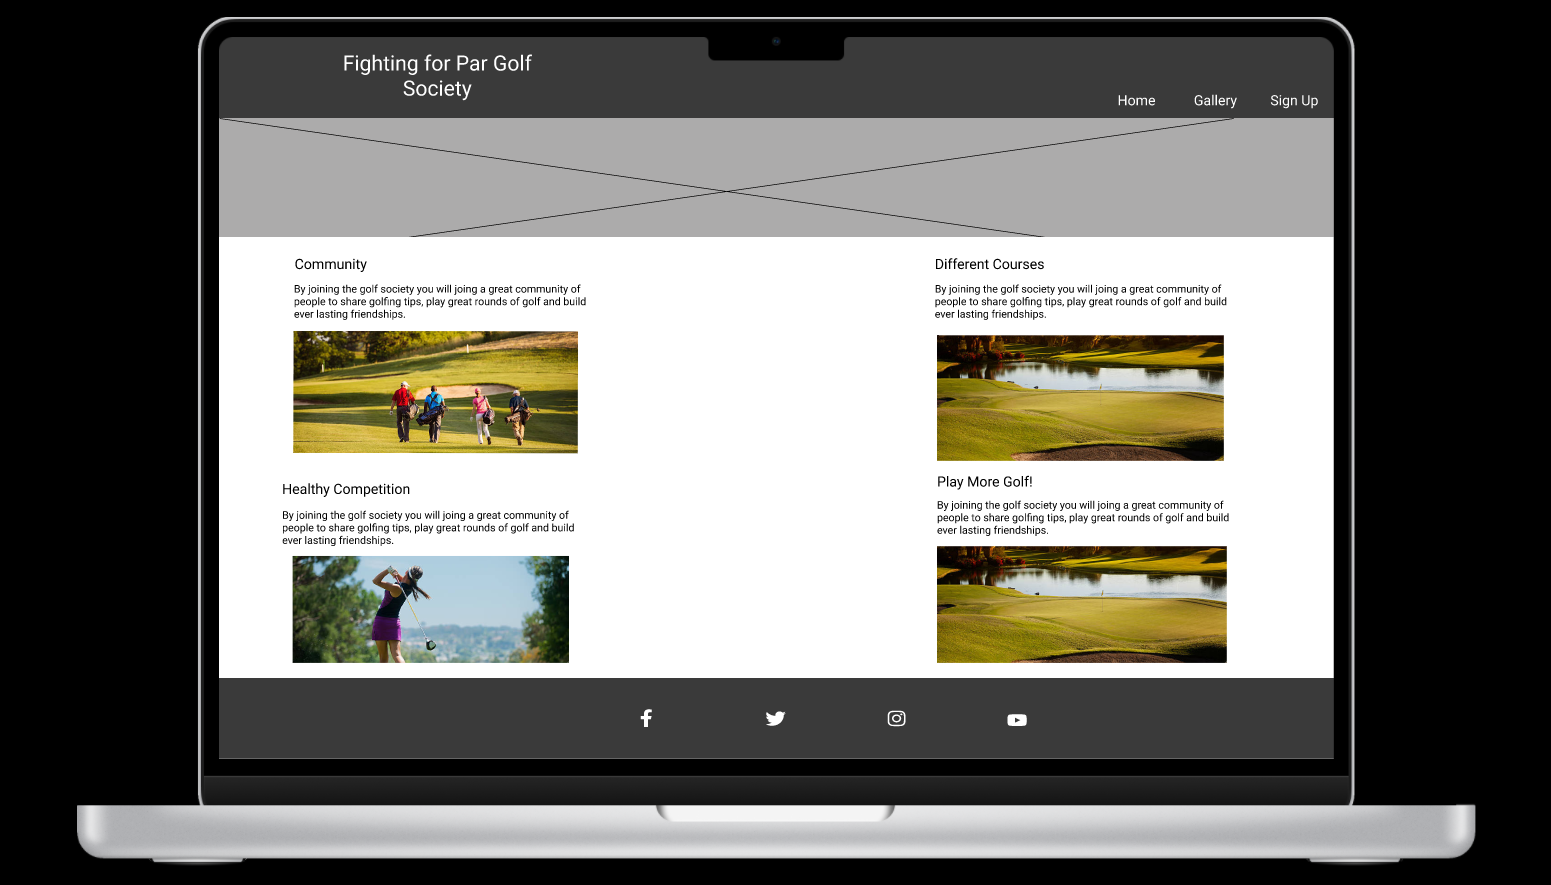 Fighting for Par Golf
Society
Home Gallery Sign Up
Community
By joining the golf society you will joing a great community of
people to share golfing tips, play great rounds of golf and build
ever lasting friendships.
Different Courses
By joining the golf society you will joing a great community of
people to share golfing tips, play great rounds of golf and build
ever lasting friendships.
Healthy Competition
By joining the golf society you will joing a great community of
people to share golfing tips, play great rounds of golf and build
ever lasting friendships.
Play More Golf!
By joining the golf society you will joing a great community of
people to share golfing tips, play great rounds of golf and build
ever lasting friendships.